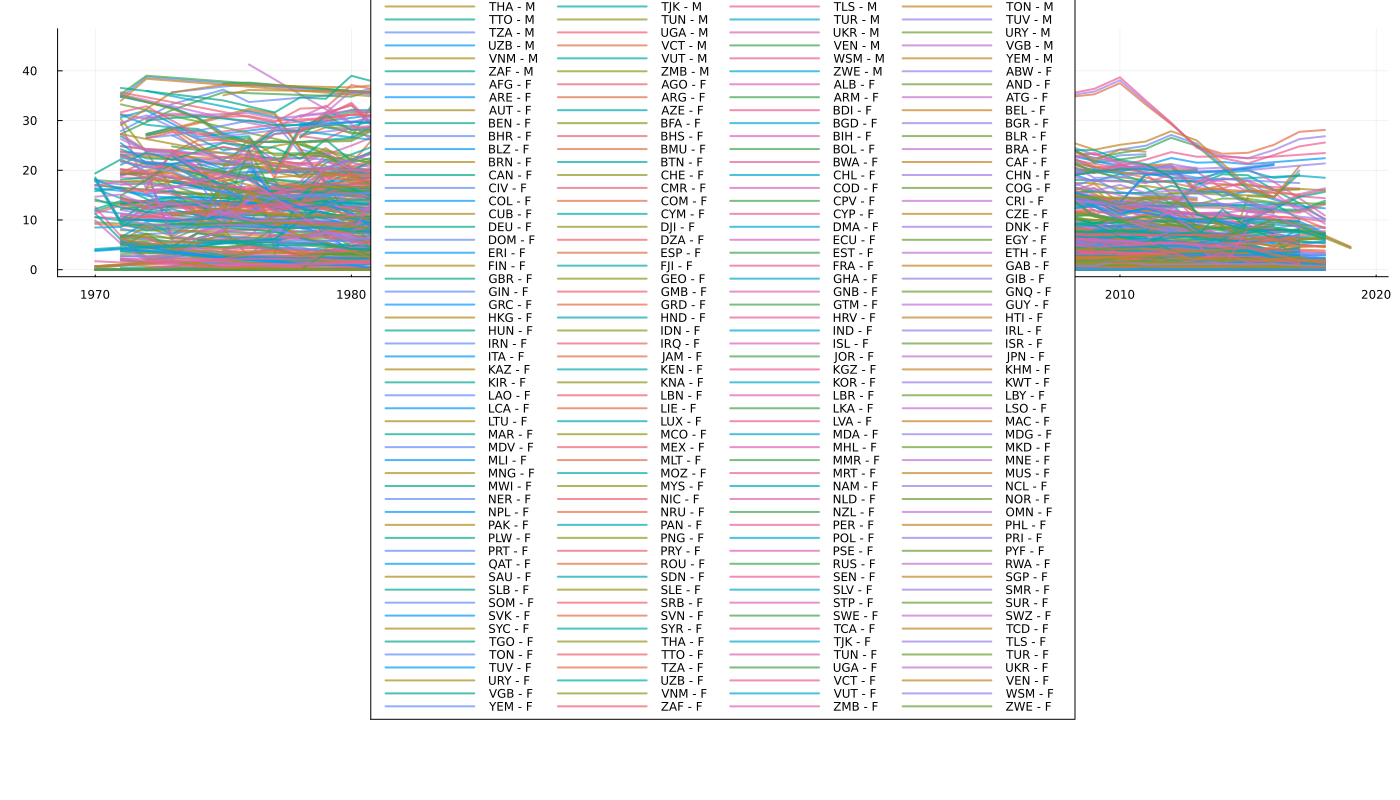 THA - M TJK - M TLS - M TON - M
TTO - M TUN - M TUR - M TUV - M
TZA - M UGA - M UKR - M URY - M
UZB - M VCT - M VEN - M VGB - M
VNM - M VUT - M WSM - M YEM - M
40 ZAF - M ZMB - M ZWE - M ABW - F
AFG - F AGO - F ALB - F AND - F
ARE - F ARG - F ARM - F ATG - F
AUT - F AZE - F BDI - F BEL - F
30 BEN - F BFA - F BGD - F BGR - F
BHR - F BHS - F BIH - F BLR - F
BLZ - F BMU - F BOL - F BRA - F
BRN - F BTN - F BWA - F CAF - F
20 CAN - F CHE - F CHL - F CHN - F
CIV - F CMR - F COD - F COG - F
COL - F COM - F CPV - F CRI - F
CUB - F CYM - F CYP - F CZE - F
10 DEU - F DJI - F DMA - F DNK - F
DOM - F DZA - F ECU - F EGY - F
ERI - F ESP - F EST - F ETH - F
0 FIN - F FJI - F FRA - F GAB - F
GBR - F GEO - F GHA - F GIB - F
1970 1980 GIN - F GMB - F GNB - F GNQ - F 2010 2020
GRC - F GRD - F GTM - F GUY - F
HKG - F HND - F HRV - F HTI - F
HUN - F IDN - F IND - F IRL - F
IRN - F IRQ - F ISL - F ISR - F
ITA - F JAM - F JOR - F JPN - F
KAZ - F KEN - F KGZ - F KHM - F
KIR - F KNA - F KOR - F KWT - F
LAO - F LBN - F LBR - F LBY - F
LCA - F LIE - F LKA - F LSO - F
LTU - F LUX - F LVA - F MAC - F
MAR - F MCO - F MDA - F MDG - F
MDV - F MEX - F MHL - F MKD - F
MLI - F MLT - F MMR - F MNE - F
MNG - F MOZ - F MRT - F MUS - F
MWI - F MYS - F NAM - F NCL - F
NER - F NIC - F NLD - F NOR - F
NPL - F NRU - F NZL - F OMN - F
PAK - F PAN - F PER - F PHL - F
PLW - F PNG - F POL - F PRI - F
PRT - F PRY - F PSE - F PYF - F
QAT - F ROU - F RUS - F RWA - F
SAU - F SDN - F SEN - F SGP - F
SLB - F SLE - F SLV - F SMR - F
SOM - F SRB - F STP - F SUR - F
SVK - F SVN - F SWE - F SWZ - F
SYC - F SYR - F TCA - F TCD - F
TGO - F THA - F TJK - F TLS - F
TON - F TTO - F TUN - F TUR - F
TUV - F TZA - F UGA - F UKR - F
URY - F UZB - F VCT - F VEN - F
VGB - F VNM - F VUT - F WSM - F
YEM - F ZAF - F ZMB - F ZWE - F